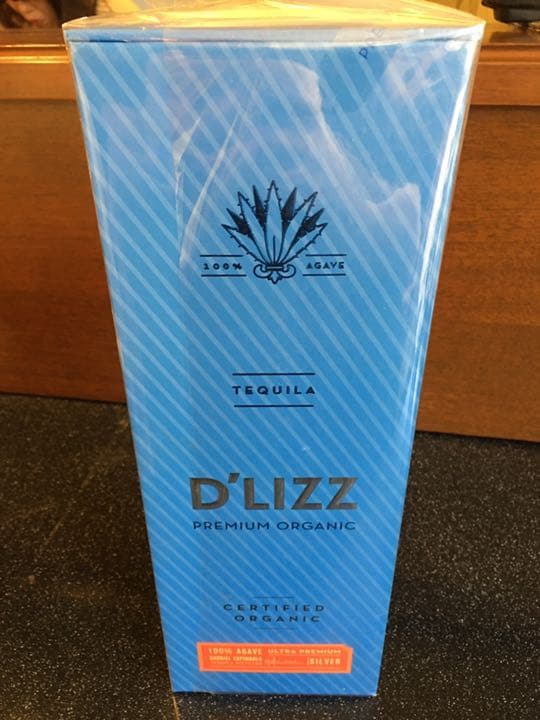 100% AGAVE
TEQUILA
D'LIZZ
PREMIUM ORGANIC
CERTIFIED
ORGANIC
100% AGAVE ULTRA PREMIUM
SILVER